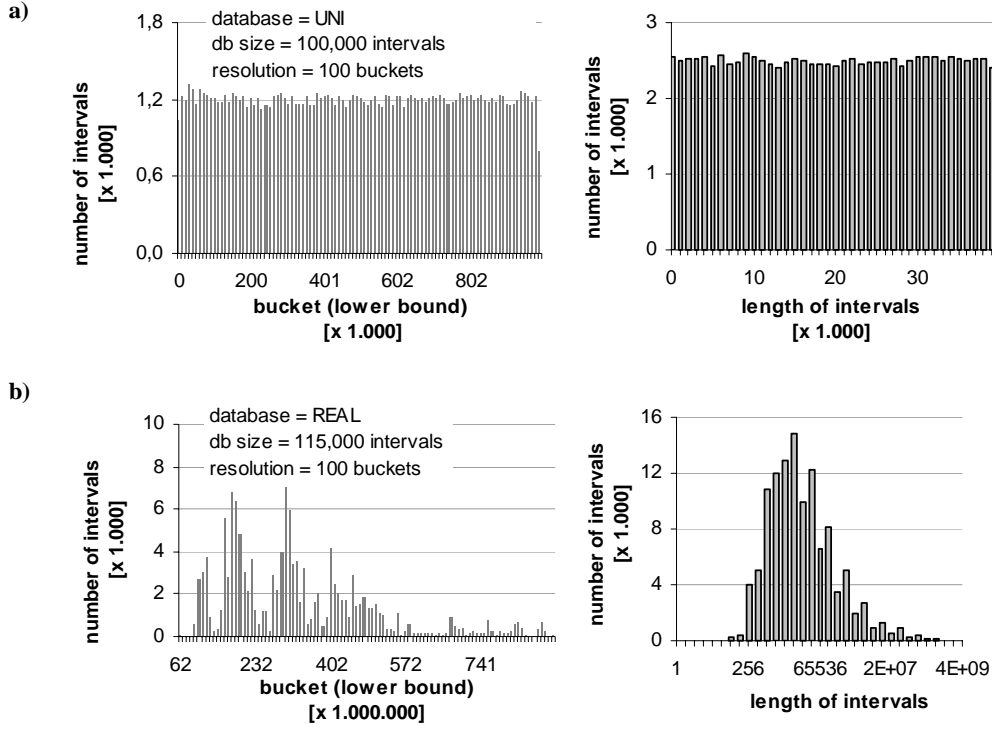 a)
database = UNI
db size = 100,000 intervals
resolution = 100 buckets
number of intervals
[x 1.000]
1,8
1,2
0,6
0,0
0 200 401 602 802
bucket (lower bound)
[x 1.000]
number of intervals
[x 1.000]
3
2
1
0
0 10 20 30
length of intervals
[x 1.000]
b)
database = REAL
db size = 115,000 intervals
resolution = 100 buckets
number of intervals
[x 1.000]
10
8
6
4
2
0
62 232 402 572 741
bucket (lower bound)
[x 1.000.000]
number of intervals
[x 1.000]
16
12
8
4
0
1 256 65536 2E+07 4E+09
length of intervals